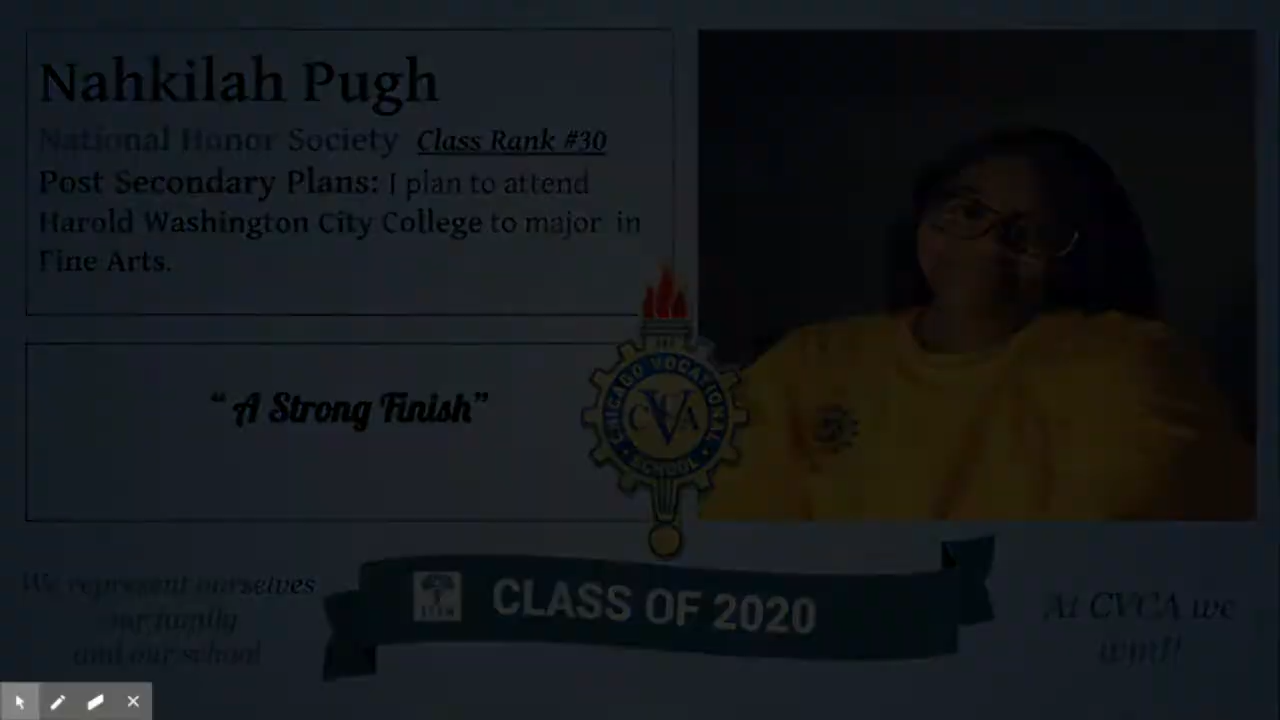 Nahkilah Pugh
National Honor Society Class Rank #30
Post Secondary Plans: I plan to attend
Harold Washington City College to major in
Fine Arts.
“ A Strong Finish”
CHICAGO VOCATIONAL
CVA
SCHOOL
We represent ourselves
our family
and our school
CLASS OF 2020
At CVCA we
win!!